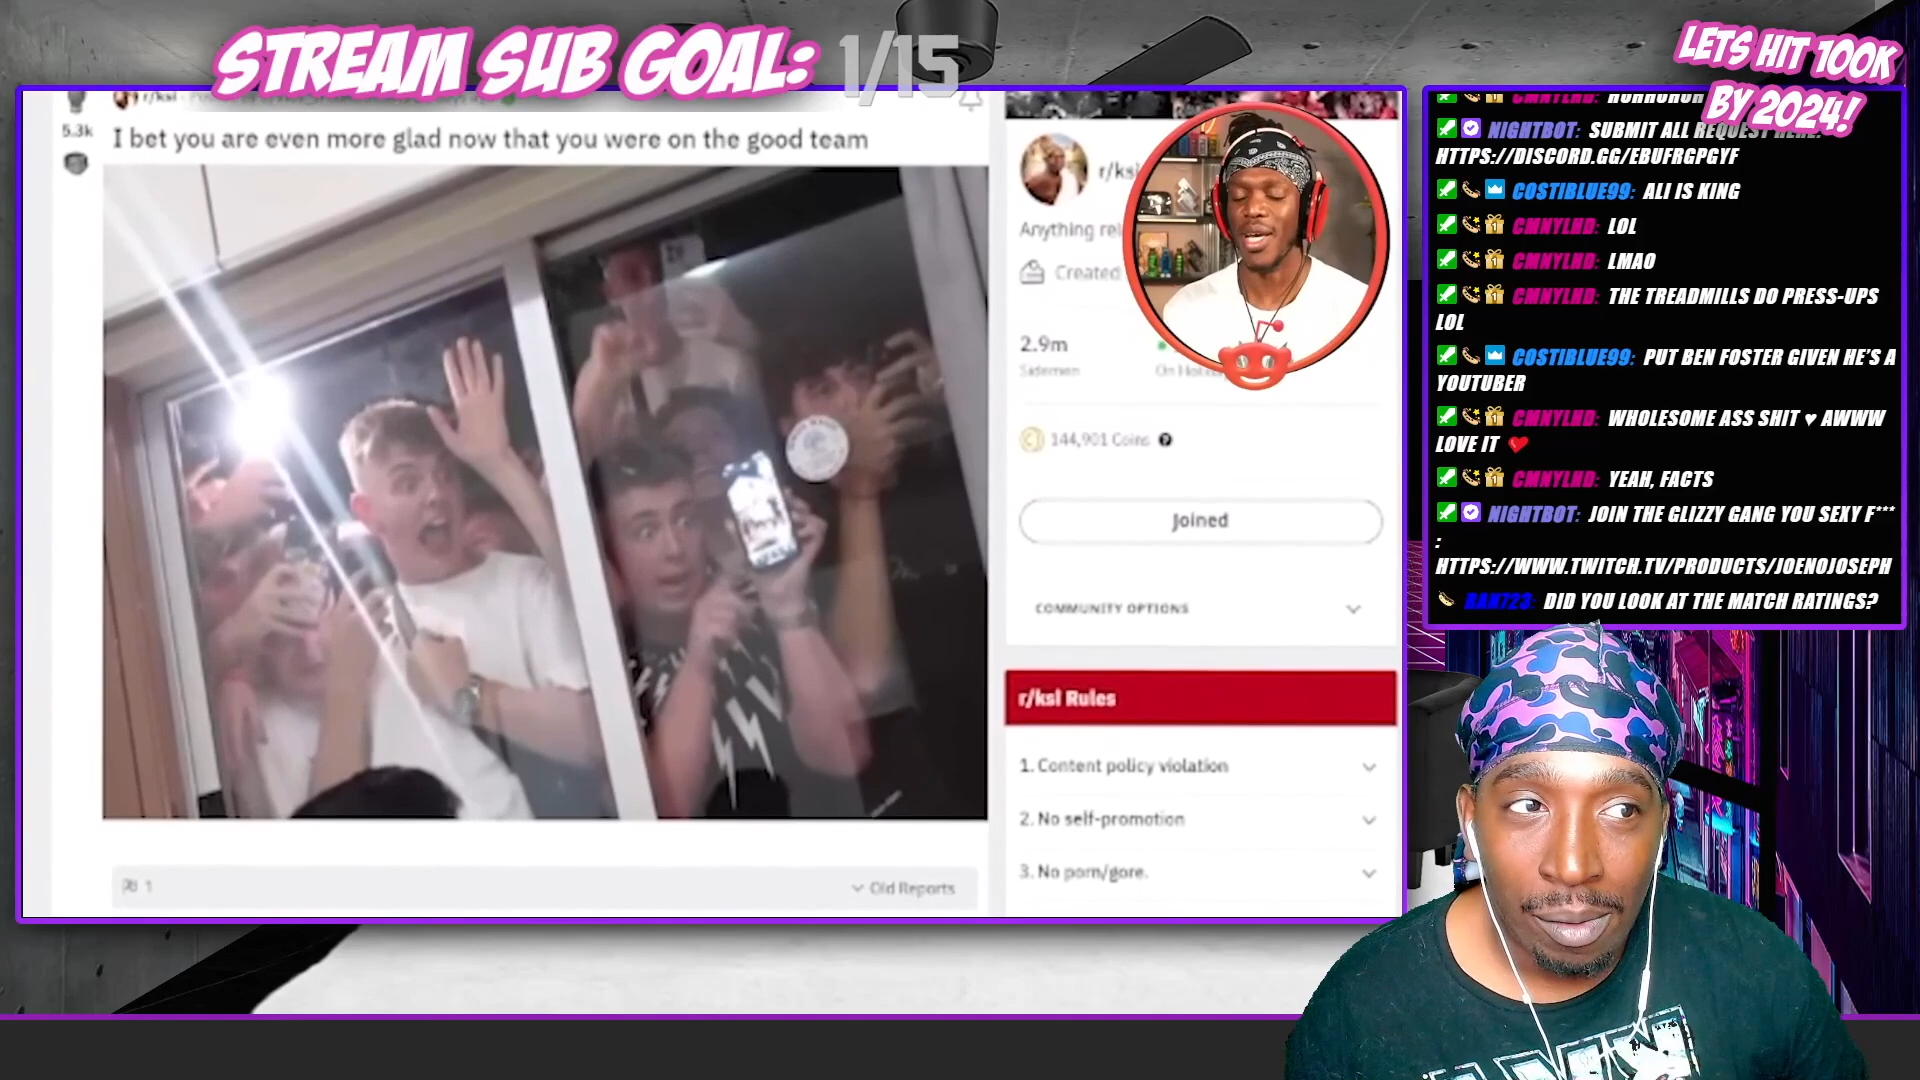 STREAM SUB GOAL: 1/15
LETS HIT 100K
BY 2024!
r/ksi
5.3k
I bet you are even more glad now that you were on the good team
r/ksi
Anything rel
Created
2.9m
Sidemen
144,901 Coins
Joined
COMMUNITY OPTIONS
r/ksi Rules
1. Content policy violation
2. No self-promotion
3. No porn/gore.
1
Old Reports
CMNYLHD:
NIGHTBOT: SUBMIT ALL REQUEST HERE:
HTTPS://DISCORD.GG/EBUFRGPGYF
COSTIBLUE99: ALI IS KING
CMNYLHD: LOL
CMNYLHD: LMAO
CMNYLHD: THE TREADMILLS DO PRESS-UPS
LOL
COSTIBLUE99: PUT BEN FOSTER GIVEN HE'S A
YOUTUBER
CMNYLHD: WHOLESOME ASS SHIT ♥ AWWW
LOVE IT ❤
CMNYLHD: YEAH, FACTS
NIGHTBOT: JOIN THE GLIZZY GANG YOU SEXY F***
:
HTTPS://WWW.TWITCH.TV/PRODUCTS/JOENOJOSEPH
RAH723: DID YOU LOOK AT THE MATCH RATINGS?